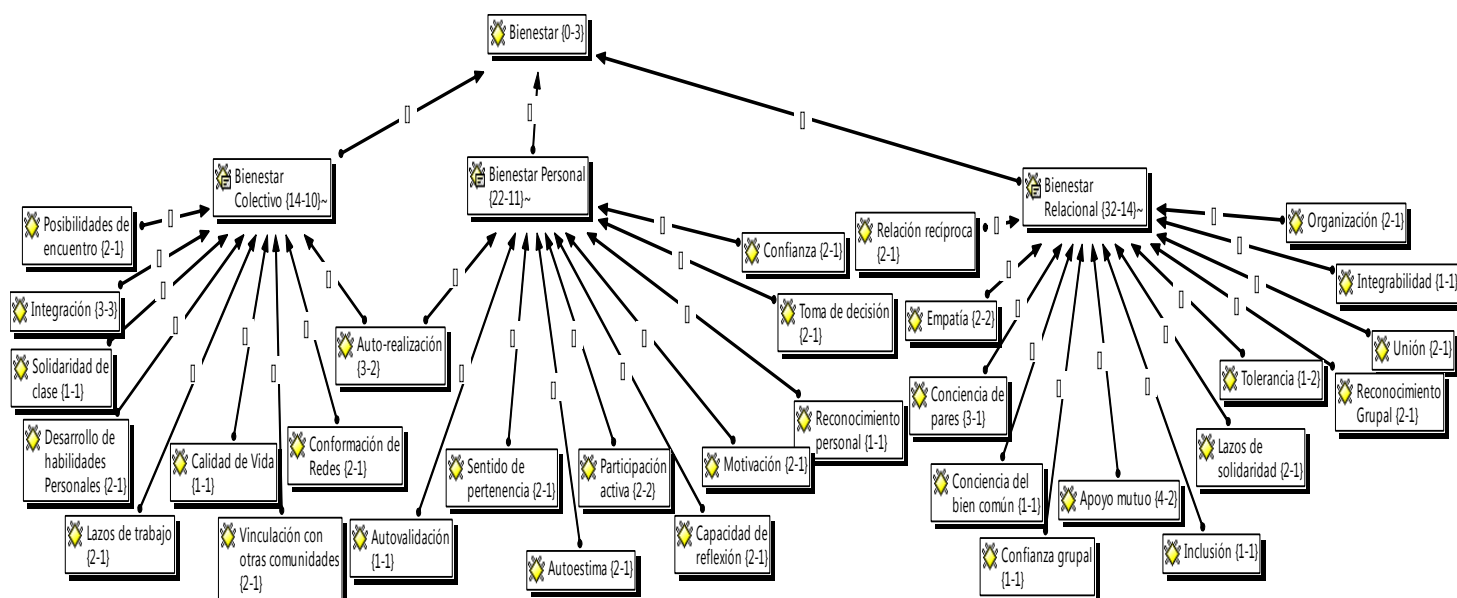 Bienestar {0-3}
Bienestar
Colectivo {14-10}~
Bienestar Personal
{22-11}~
Bienestar
Relacional {32-14}~
Posibilidades de
encuentro {2-1}
Integración {3-3}
Solidaridad de
clase {1-1}
Desarrollo de
habilidades
Personales {2-1}
Lazos de trabajo
{2-1}
Calidad de Vida
{1-1}
Vinculación con
otras comunidades
{2-1}
Conformación de
Redes {2-1}
Auto-realización
{3-2}
Autovalidación
{1-1}
Sentido de
pertenencia {2-1}
Autoestima {2-1}
Participación
activa {2-2}
Capacidad de
reflexión {2-1}
Motivación {2-1}
Reconocimiento
personal {1-1}
Toma de decisión
{2-1}
Confianza {2-1}
Relación recíproca
{2-1}
Empatía {2-2}
Conciencia de
pares {3-1}
Conciencia del
bien común {1-1}
Confianza grupal
{1-1}
Apoyo mutuo {4-2}
Inclusión {1-1}
Lazos de
solidaridad {2-1}
Tolerancia {1-2}
Reconocimiento
Grupal {2-1}
Unión {2-1}
Integrabilidad {1-1}
Organización {2-1}